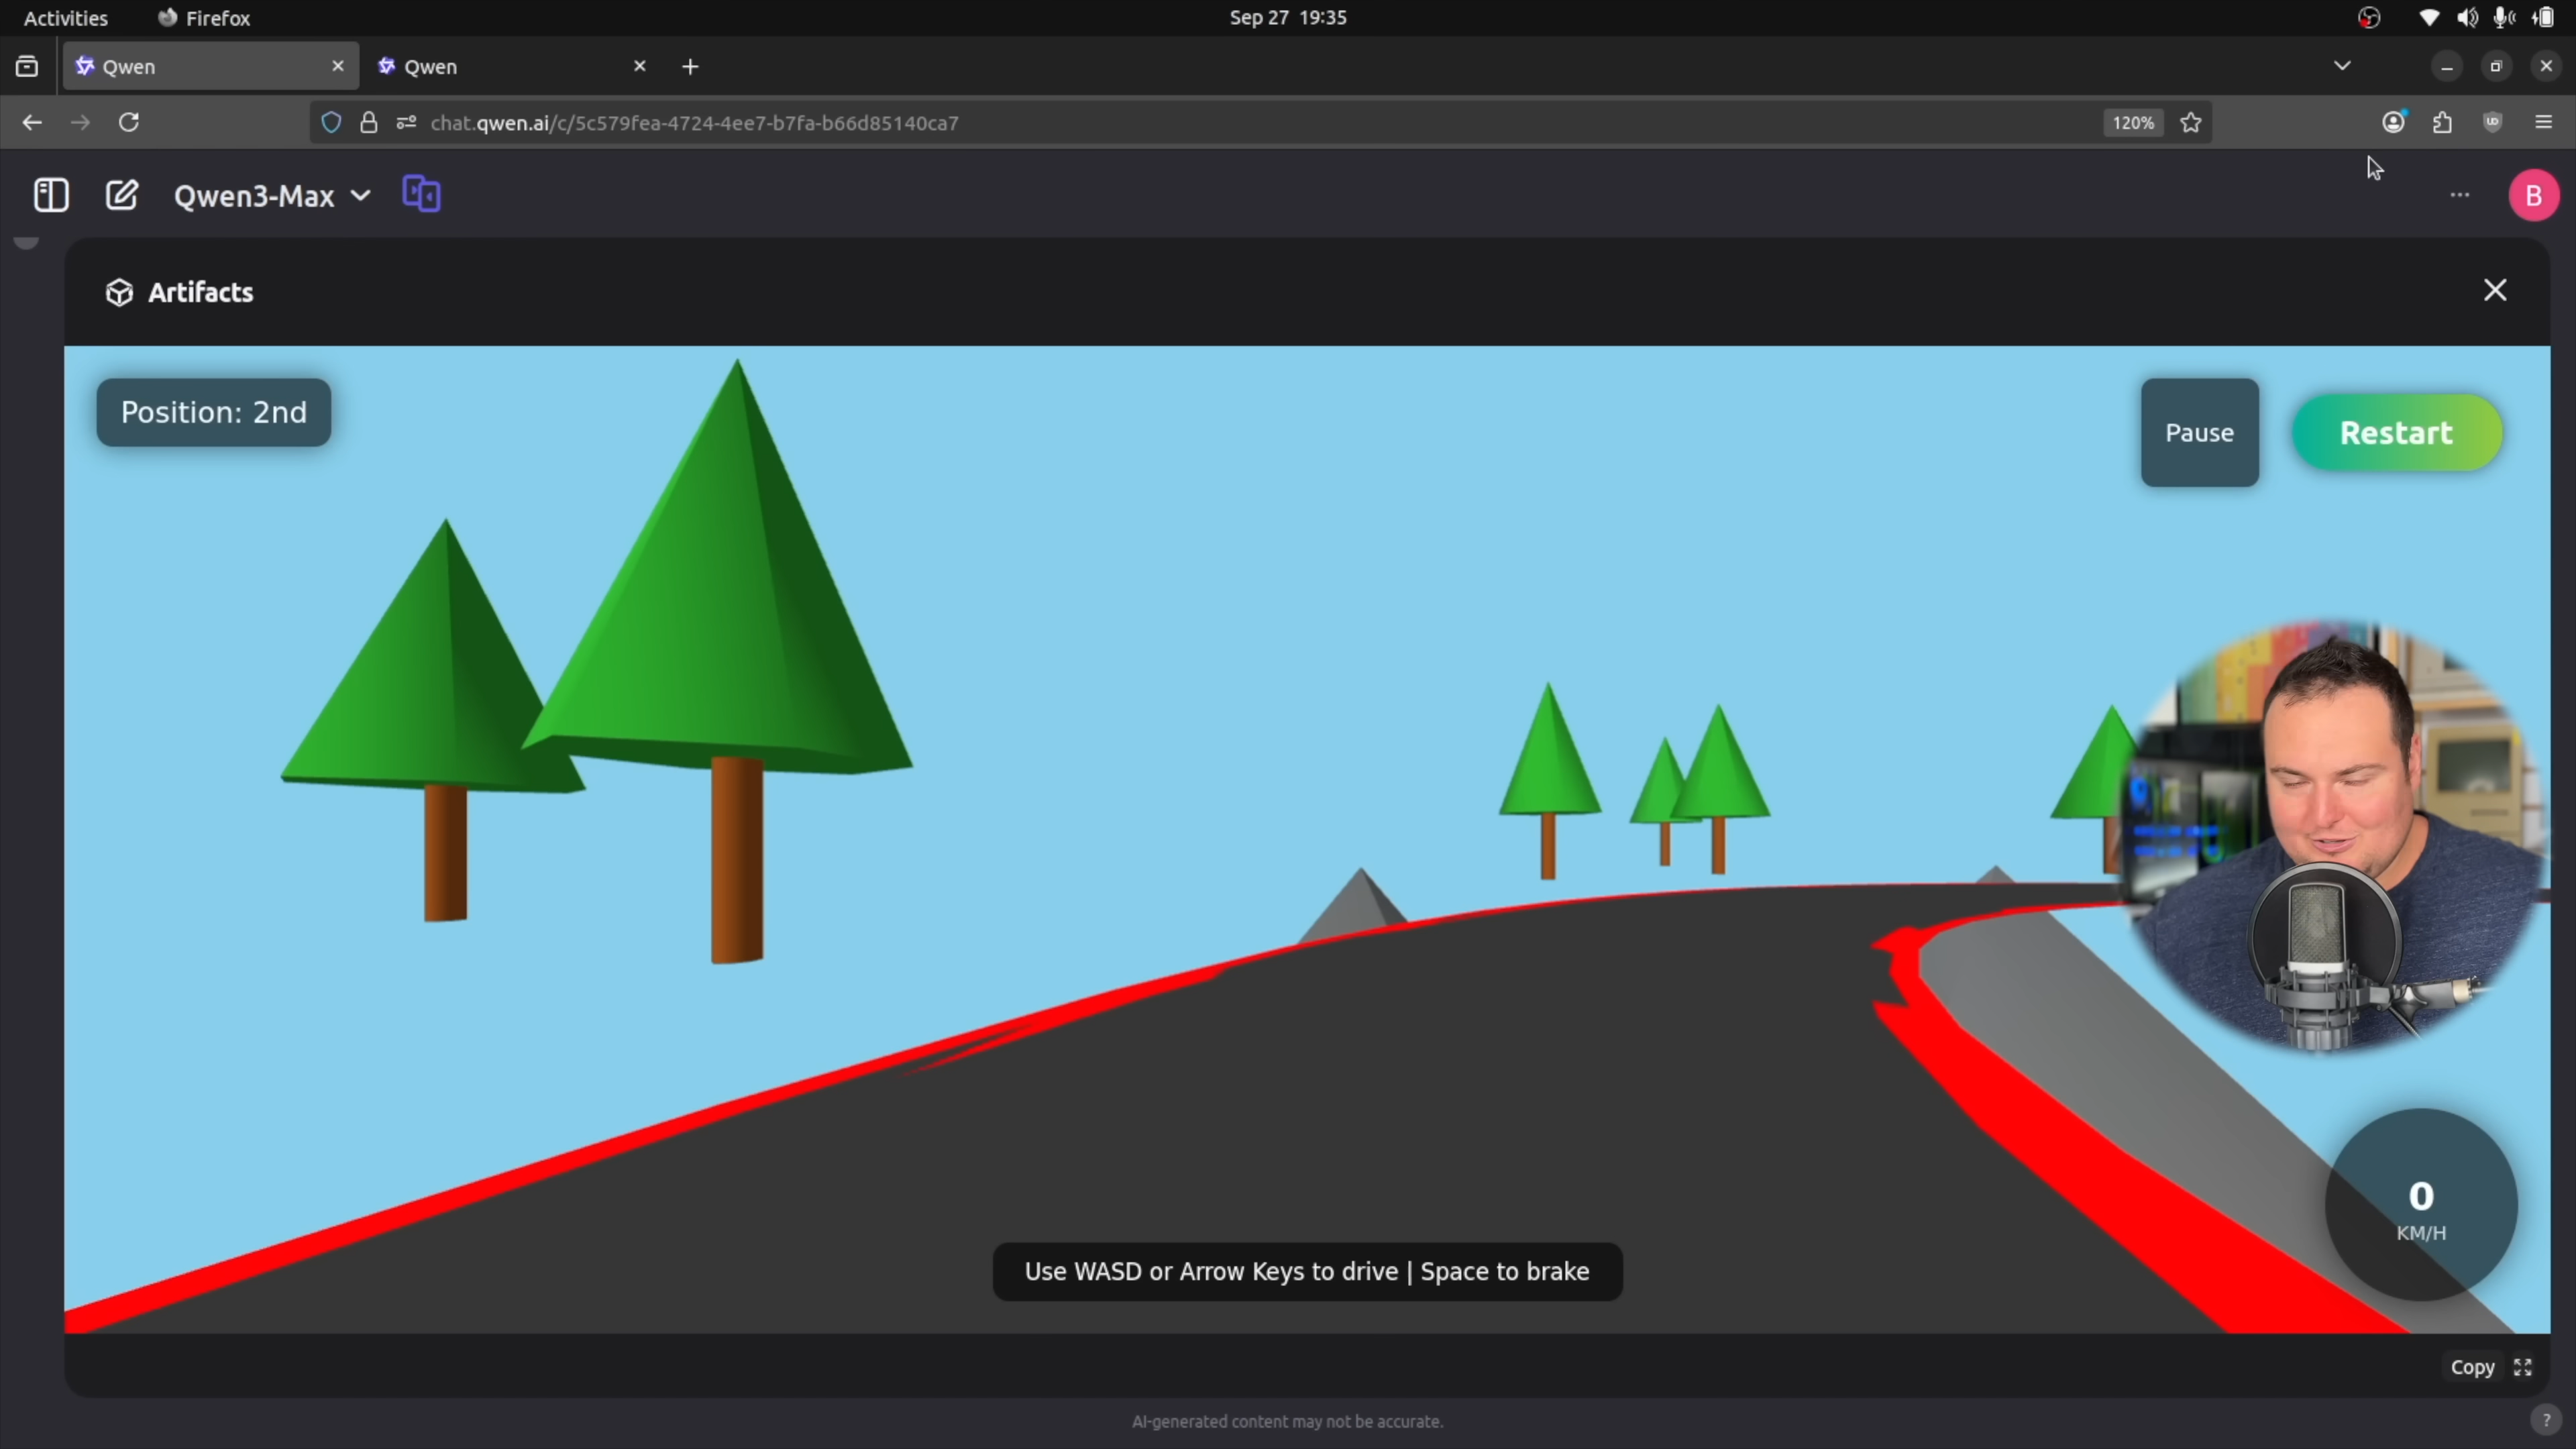 Activities
Firefox
Sep 27 19:35
Qwen
Qwen
chat.qwen.ai/c/5c579fea-4724-4ee7-b7fa-b66d85140ca7
120%
Qwen3-Max
B
Artifacts
Position: 2nd
Pause
Restart
0
KM/H
Use WASD or Arrow Keys to drive | Space to brake
Copy
AI-generated content may not be accurate.
?